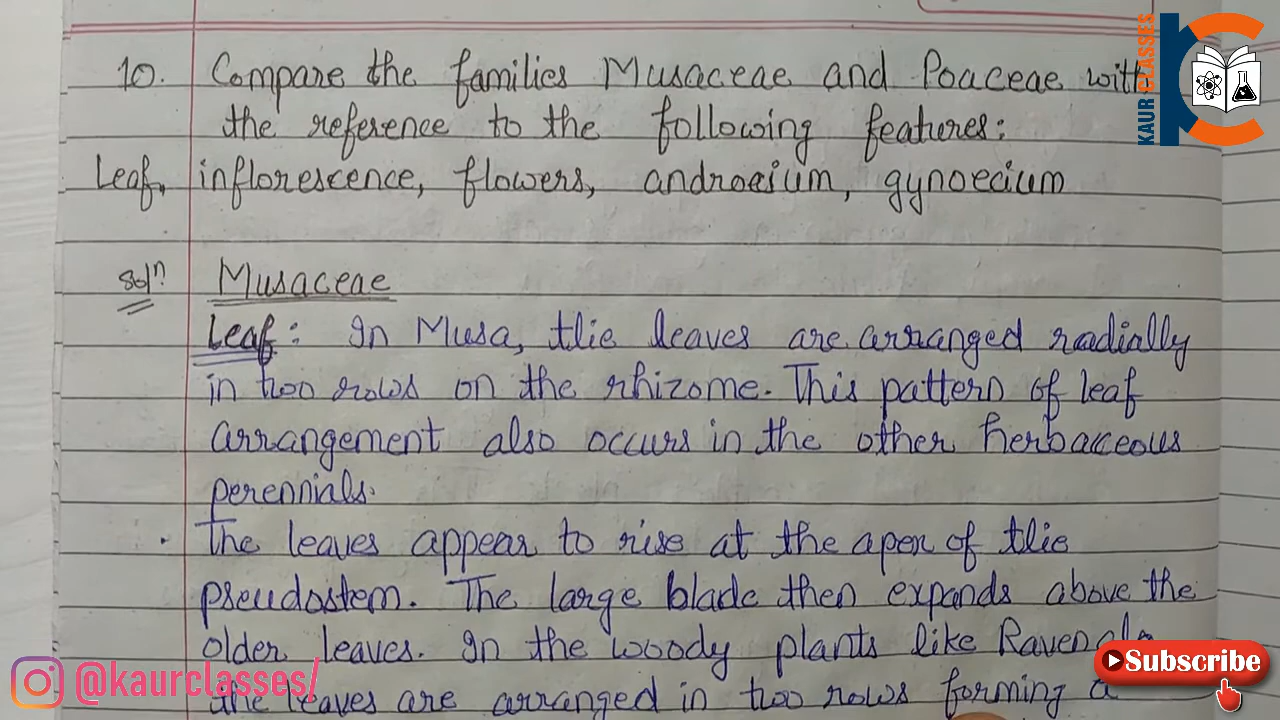 10. Compare the families Musaceae and Poaceae with
the reference to the following features:
Leaf, inflorescence, flowers, androeium, gynoecium
Solⁿ Musaceae
Leaf: In Musa, tlie leaves are arranged radially
in two rows on the rhizome. This pattern of leaf
arrangement also occurs in the other herbaceous
perennials.
The leaves appear to rise at the apex of tlie
pseudostem. The large blade then expands above the
older leaves. In the woody plants like Ravenala
the leaves are arranged in two rows forming a
KAUR CLASSES
@kaurclasses/
Subscribe